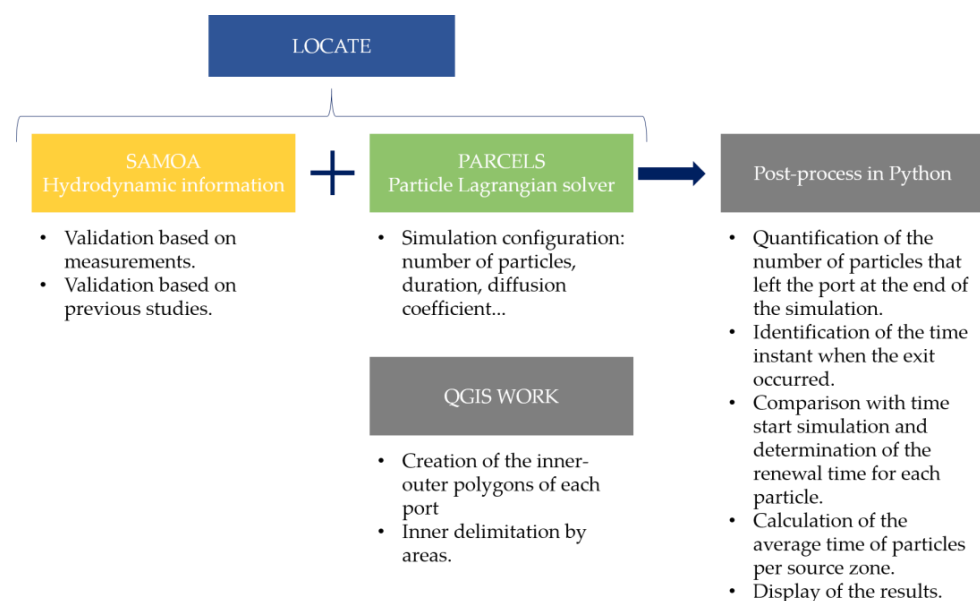 LOCATE
SAMOA
Hydrodynamic information
+
PARCELS
Particle Lagrangian solver
Post-process in Python
• Validation based on
measurements.
• Validation based on
previous studies.
• Simulation configuration:
number of particles,
duration, diffusion
coefficient...
QGIS WORK
• Creation of the inner-
outer polygons of each
port
• Inner delimitation by
areas.
• Quantification of the
number of particles that
left the port at the end of
the simulation.
• Identification of the time
instant when the exit
occurred.
• Comparison with time
start simulation and
determination of the
renewal time for each
particle.
• Calculation of the
average time of particles
per source zone.
• Display of the results.